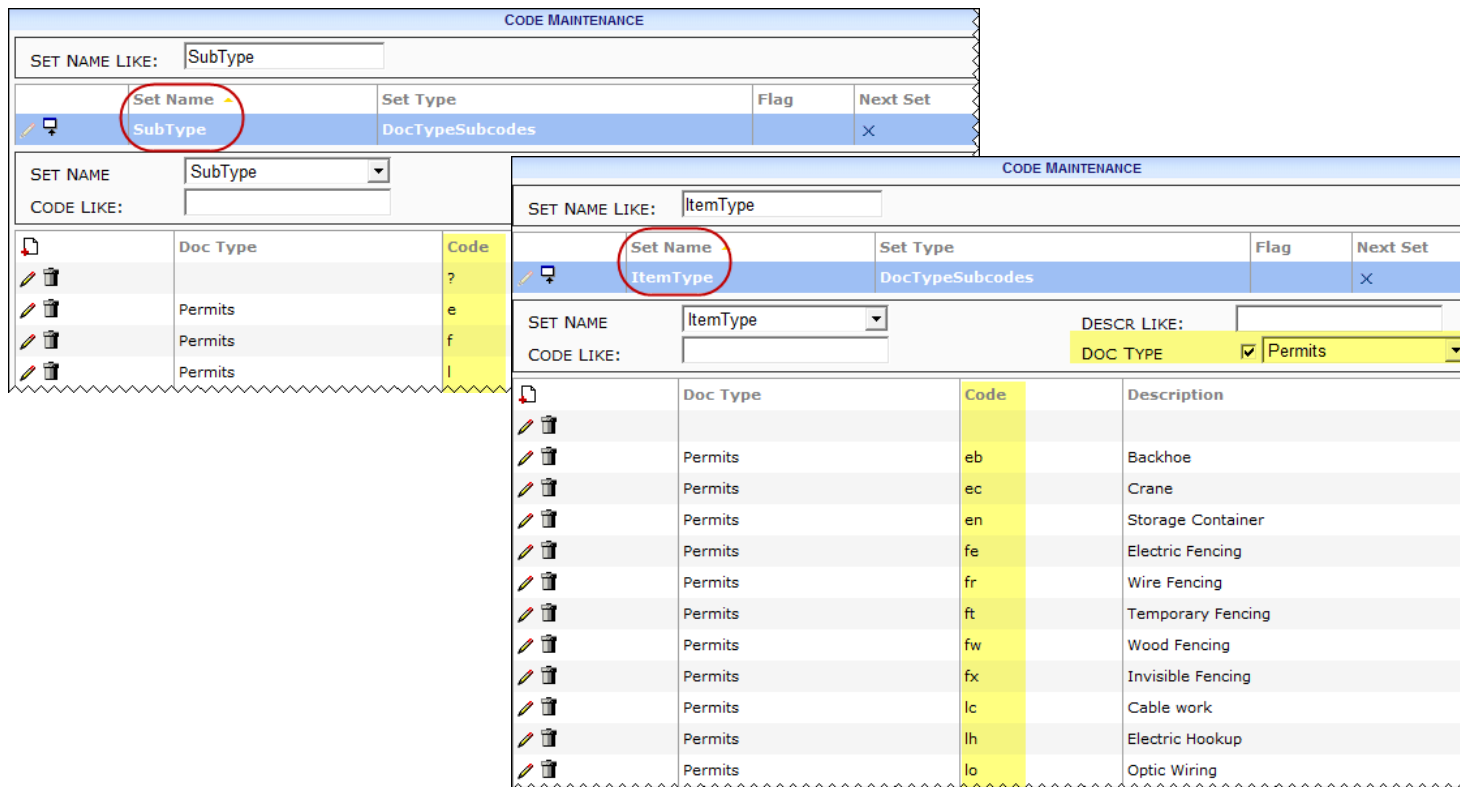 CODE MAINTENANCE
SET NAME LIKE: SubType
Set Name Set Type Flag Next Set
SubType DocTypeSubcodes
SET NAME SubType
CODE LIKE:
Doc Type Code
?
Permits e
Permits f
Permits l
CODE MAINTENANCE
SET NAME LIKE: ItemType
Set Name Set Type Flag Next Set
ItemType DocTypeSubcodes
SET NAME ItemType DESCR LIKE:
CODE LIKE: DOC TYPE Permits
Doc Type Code Description
Permits eb Backhoe
Permits ec Crane
Permits en Storage Container
Permits fe Electric Fencing
Permits fr Wire Fencing
Permits ft Temporary Fencing
Permits fw Wood Fencing
Permits fx Invisible Fencing
Permits lc Cable work
Permits lh Electric Hookup
Permits lo Optic Wiring